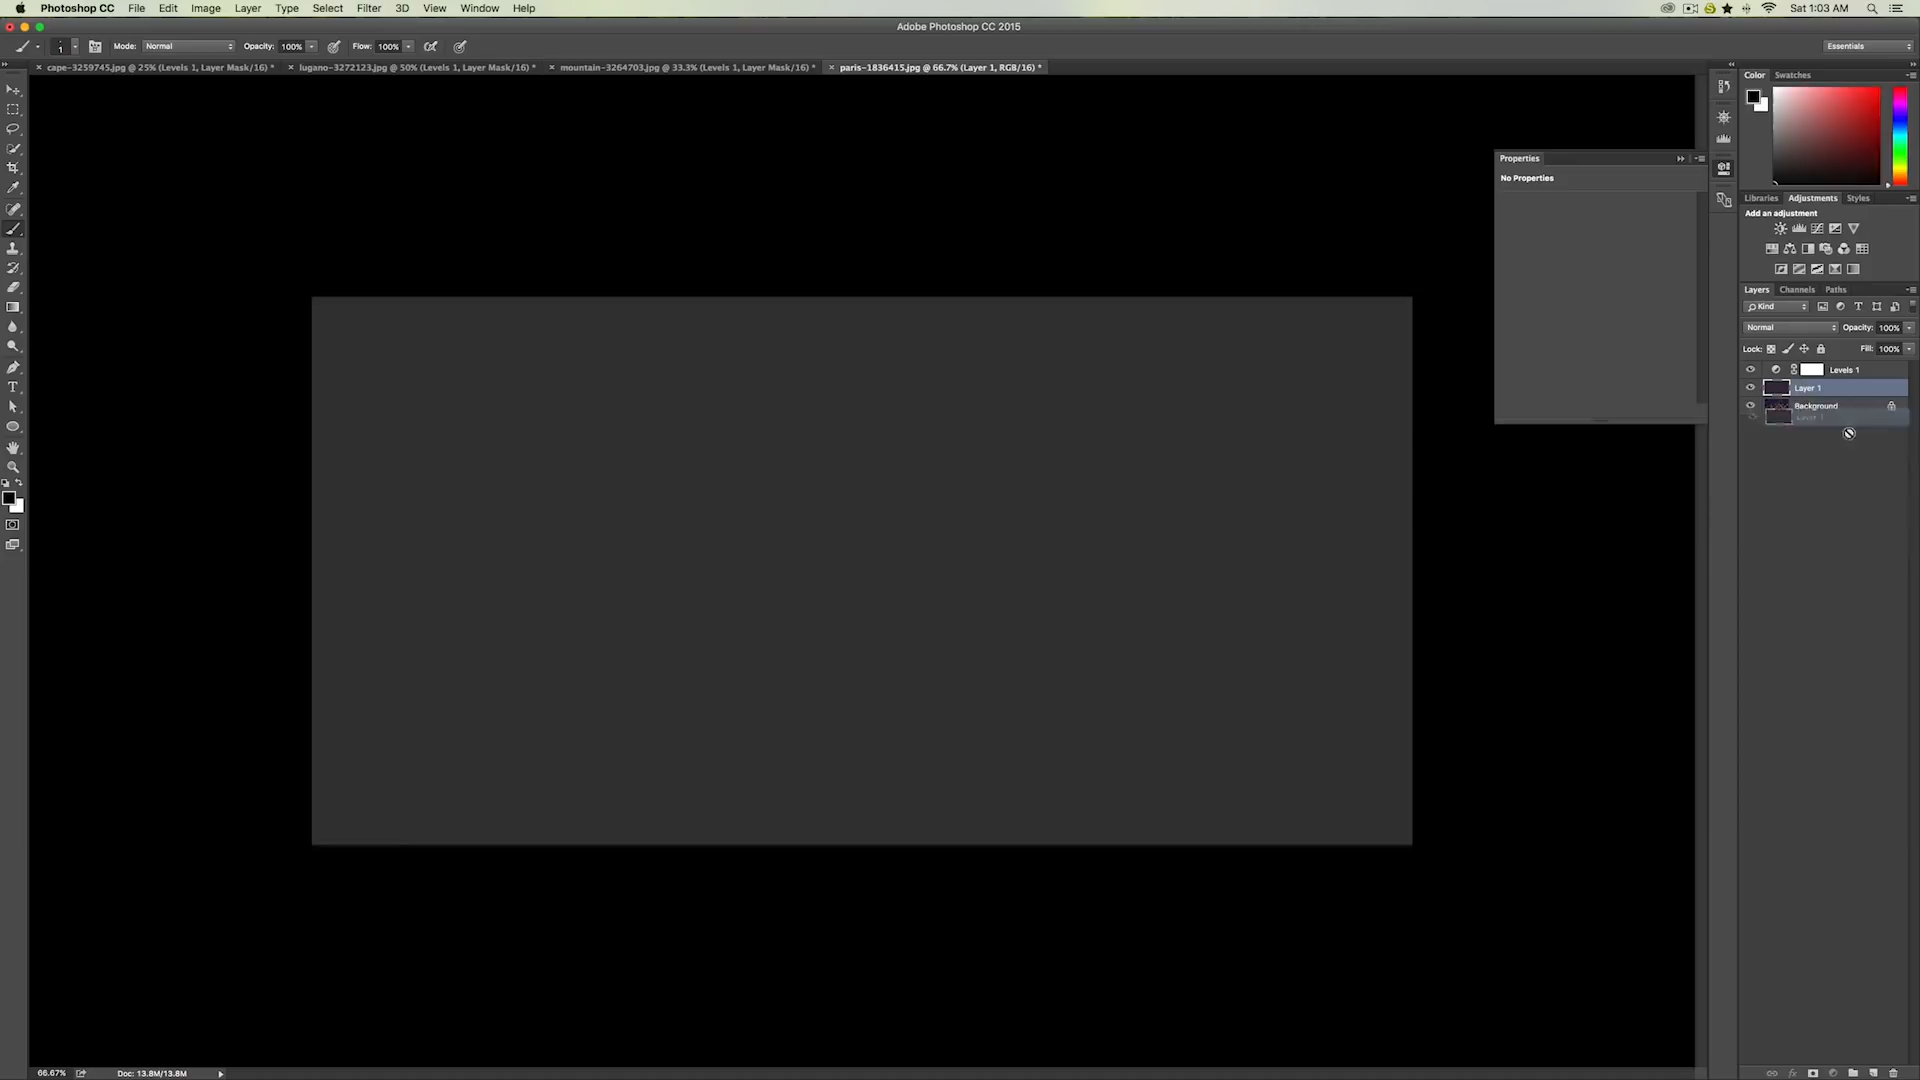 Photoshop CC File Edit Image Layer Type Select Filter 3D View Window Help Sat 1:03 AM
Adobe Photoshop CC 2015
1 Mode: Normal Opacity: 100% Flow: 100% Essentials
cape-3259745.jpg @ 25% (Levels 1, Layer Mask/16) * lugano-3272123.jpg @ 50% (Levels 1, Layer Mask/16) * mountain-3264703.jpg @ 33.3% (Levels 1, Layer Mask/16) * paris-1836415.jpg @ 66.7% (Layer 1, RGB/16) *
Color Swatches
Properties
No Properties
Libraries Adjustments Styles
Add an adjustment
Layers Channels Paths
Kind
Normal Opacity: 100%
Lock: Fill: 100%
Levels 1
Layer 1
Background
Layer 1
66.67% Doc: 13.8M/13.8M